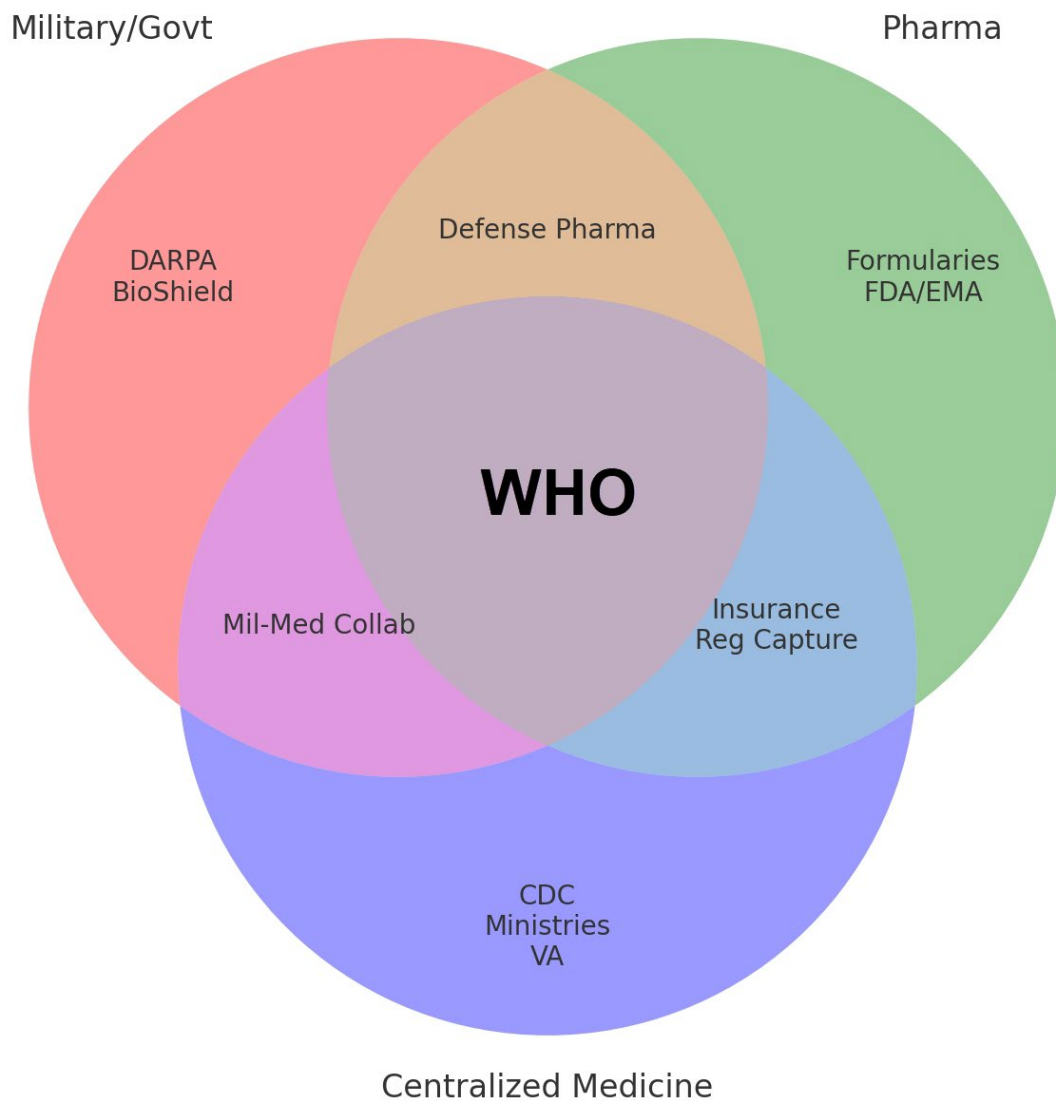 Military/Govt
Pharma
Defense Pharma
DARPA
BioShield
Formularies
FDA/EMA
WHO
Mil-Med Collab
Insurance
Reg Capture
CDC
Ministries
VA
Centralized Medicine